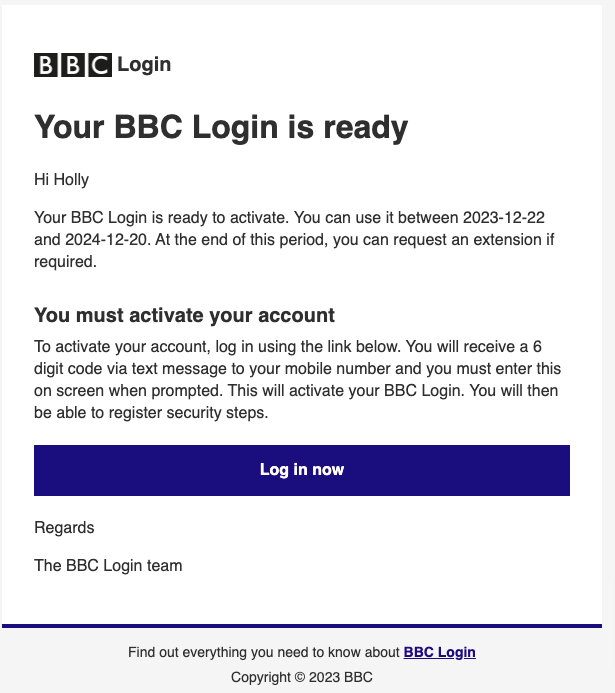 BBC Login
Your BBC Login is ready
Hi Holly
Your BBC Login is ready to activate. You can use it between 2023-12-22
and 2024-12-20. At the end of this period, you can request an extension if
required.
You must activate your account
To activate your account, log in using the link below. You will receive a 6
digit code via text message to your mobile number and you must enter this
on screen when prompted. This will activate your BBC Login. You will then
be able to register security steps.
Log in now
Regards
The BBC Login team
Find out everything you need to know about BBC Login
Copyright © 2023 BBC